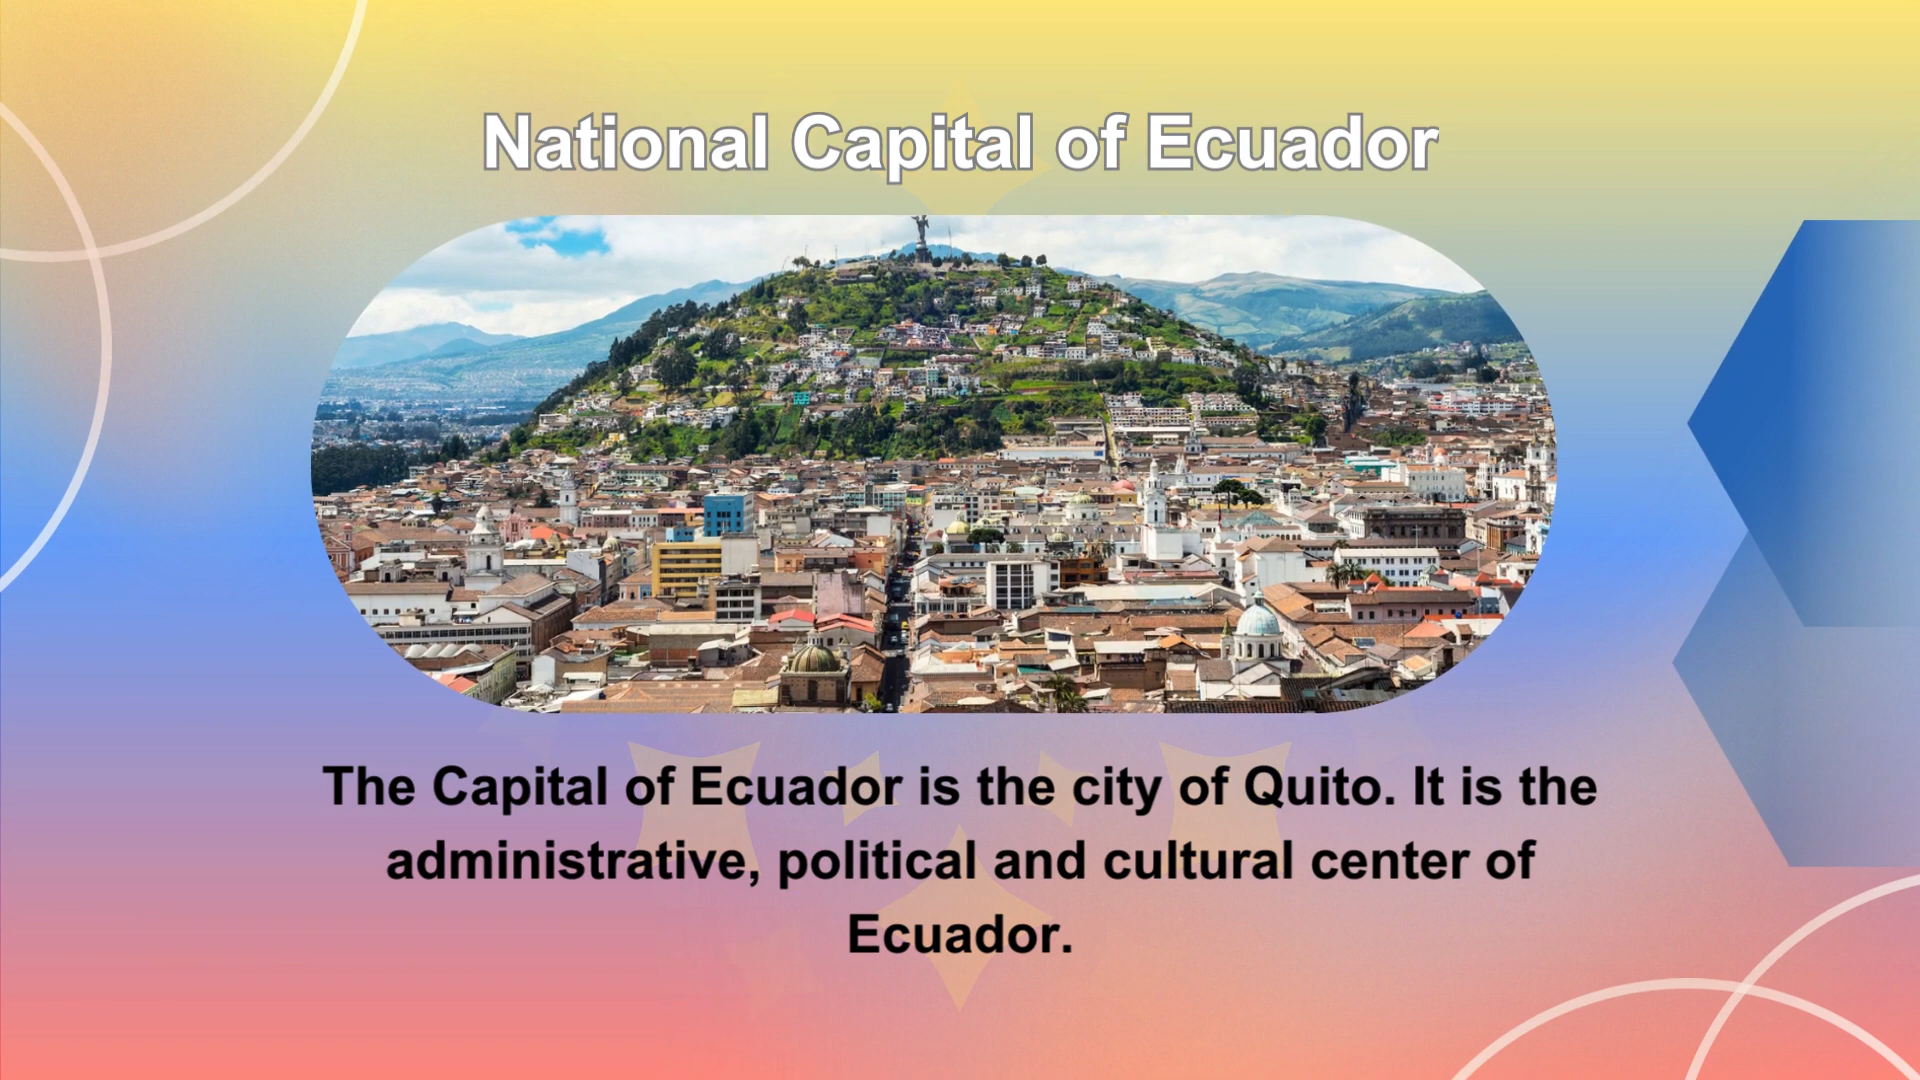 National Capital of Ecuador
The Capital of Ecuador is the city of Quito. It is the
administrative, political and cultural center of
Ecuador.